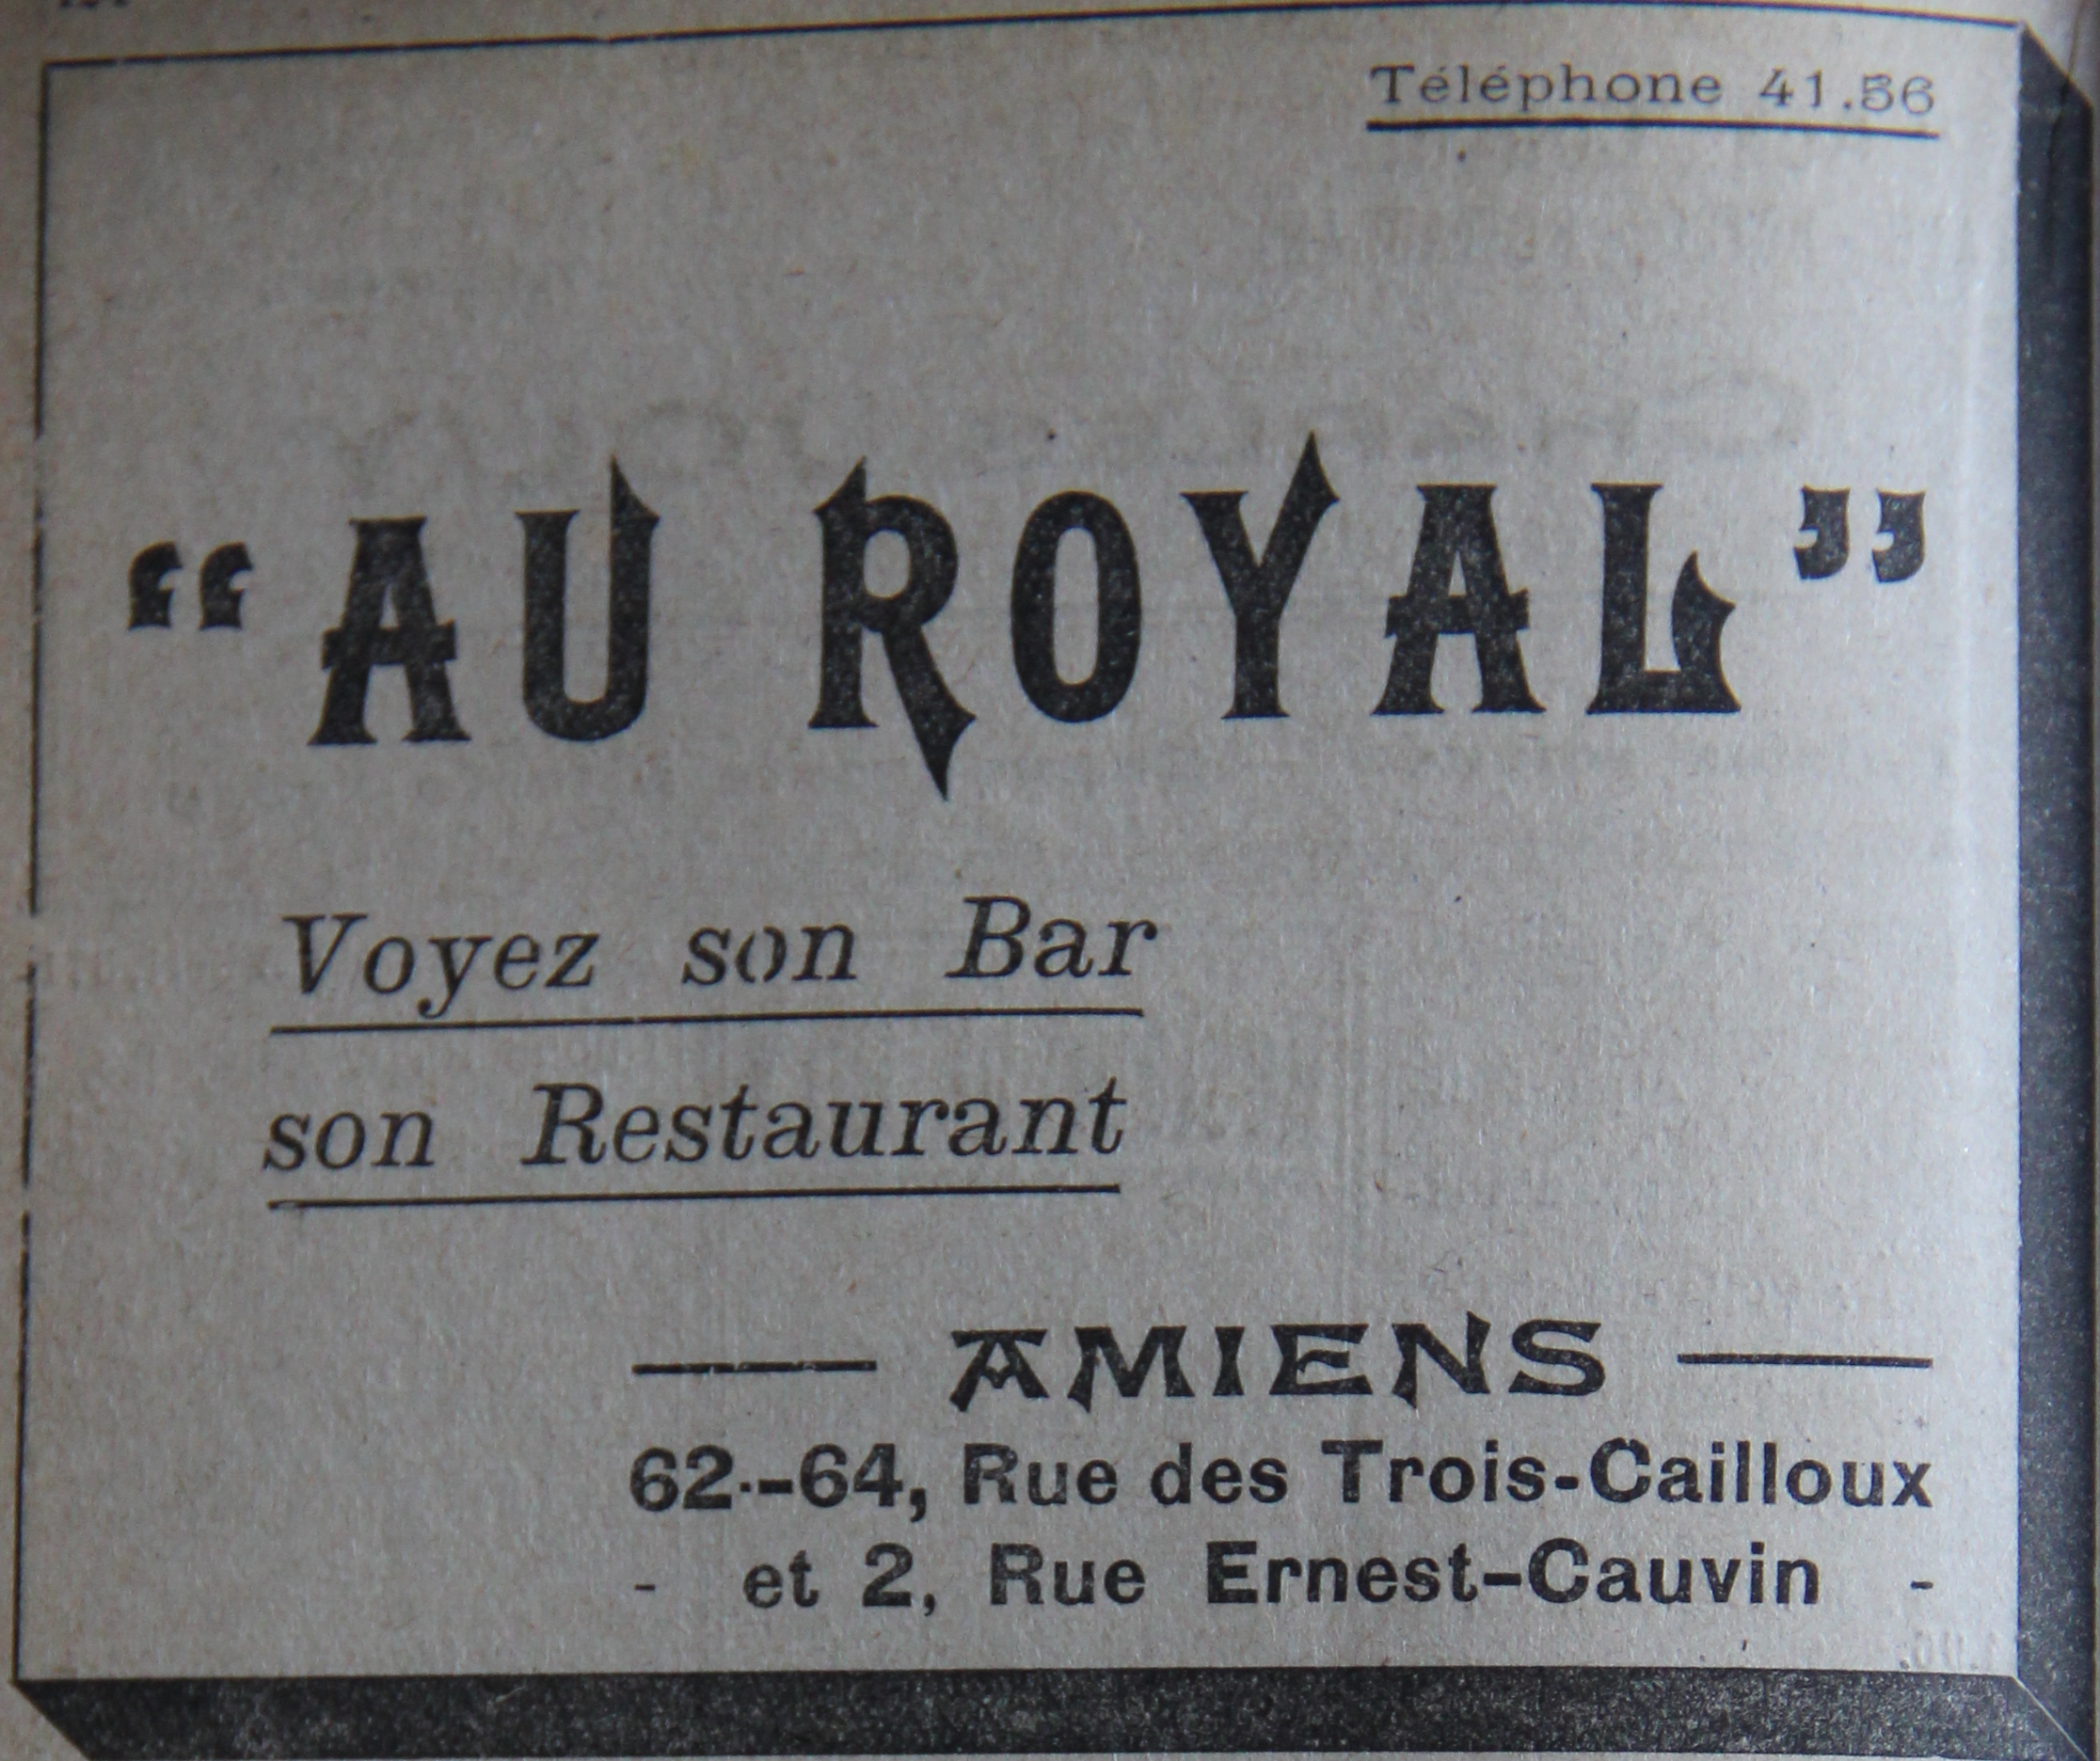 Téléphone 41.56
“AU ROYAL”
Voyez son Bar
son Restaurant
— AMIENS —
62-64, Rue des Trois-Cailloux
- et 2, Rue Ernest-Cauvin -